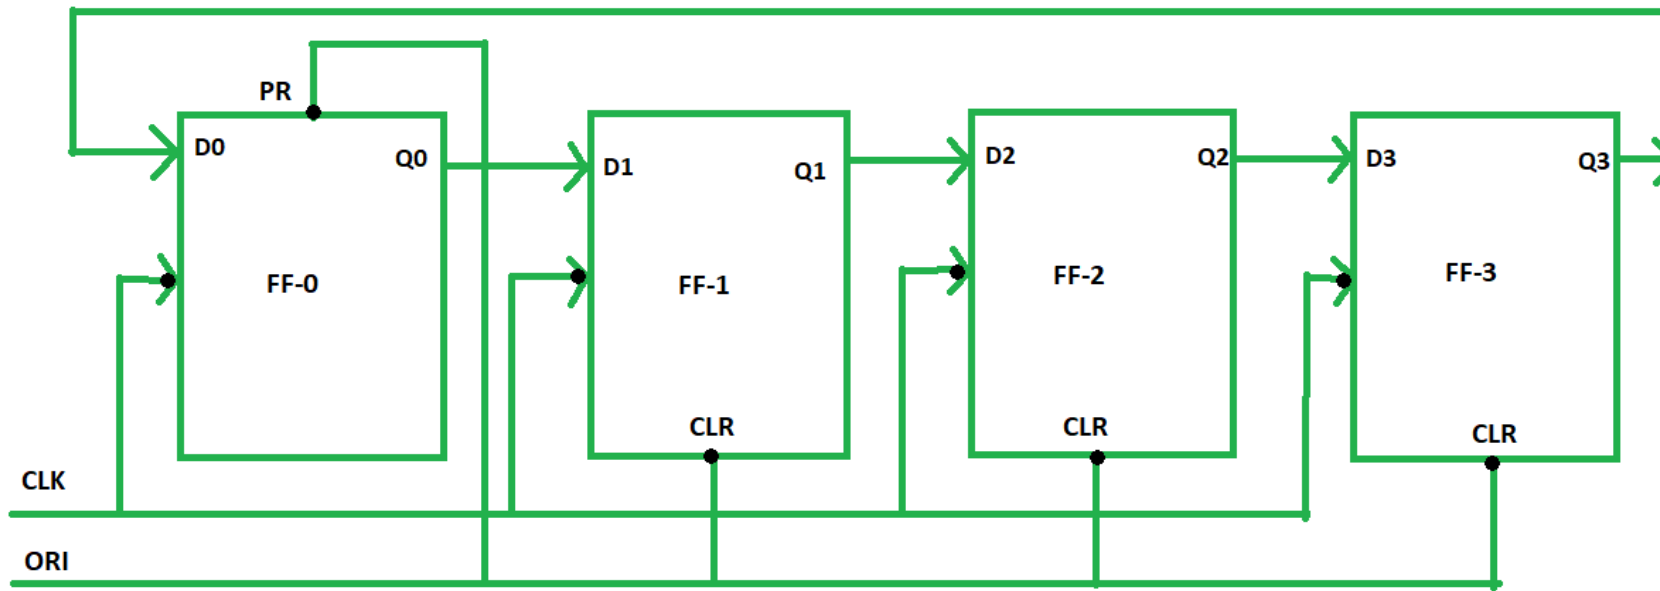 PR
D0
Q0
D1
Q1
D2
Q2
D3
Q3
FF-0
FF-1
FF-2
FF-3
CLR
CLR
CLR
CLK
ORI